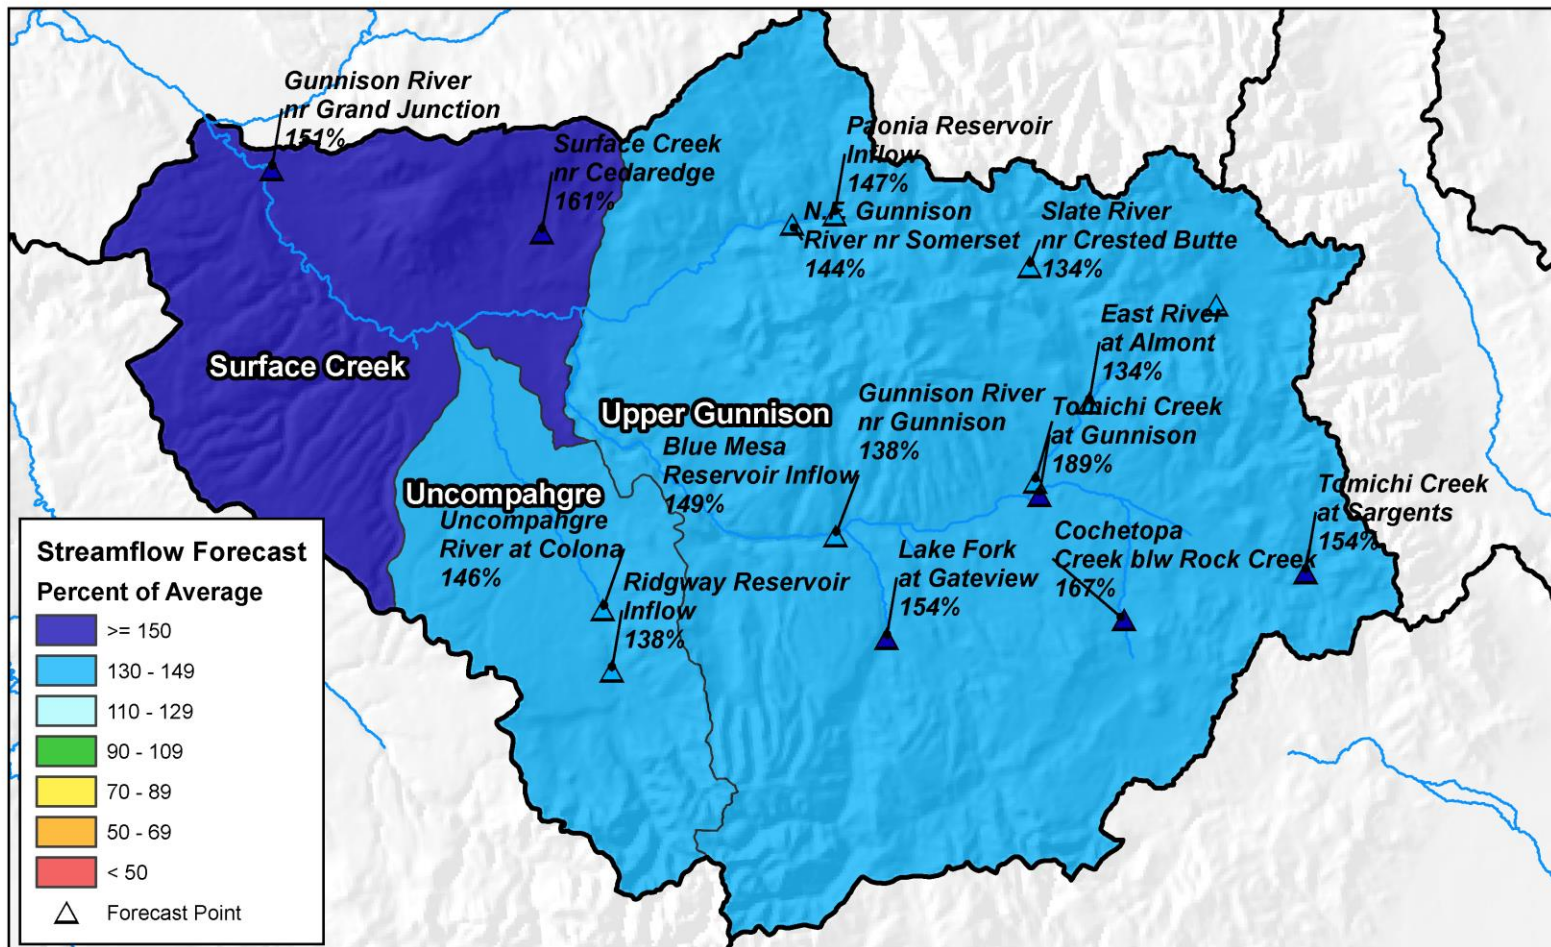 Gunnison River
nr Grand Junction
151%
Surface Creek
nr Cedaredge
161%
Paonia Reservoir
Inflow
147%
N.F. Gunnison
River nr Somerset
144%
Slate River
nr Crested Butte
134%
East River
at Almont
134%
Surface Creek
Upper Gunnison
Gunnison River
nr Gunnison
138%
Tomichi Creek
at Gunnison
189%
Blue Mesa
Reservoir Inflow
149%
Uncompahgre
Uncompahgre
River at Colona
146%
Ridgway Reservoir
Inflow
138%
Lake Fork
at Gateview
154%
Cochetopa
Creek blw Rock Creek
167%
Tomichi Creek
at Sargents
154%
Streamflow Forecast
Percent of Average
>= 150
130 - 149
110 - 129
90 - 109
70 - 89
50 - 69
< 50
Forecast Point